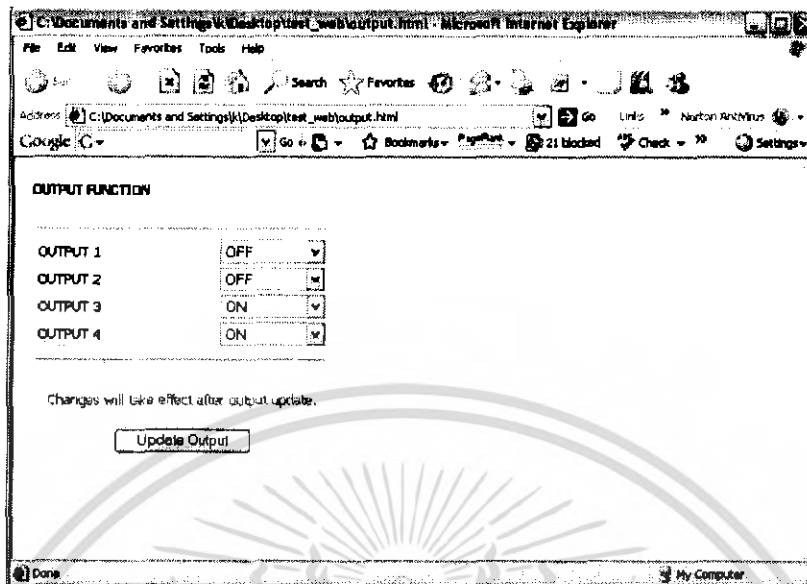 C:\Documents and Settings\k\Desktop\test_web\output.html - Microsoft Internet Explorer
File Edit View Favorites Tools Help
Search Favorites
Address C:\Documents and Settings\k\Desktop\test_web\output.html Go Links » Norton AntiVirus
Google G Go Bookmarks PageRank 21 blocked Check » Settings
OUTPUT FUNCTION
OUTPUT 1 OFF
OUTPUT 2 OFF
OUTPUT 3 ON
OUTPUT 4 ON
Changes will take effect after output update.
Update Output
Done My Computer